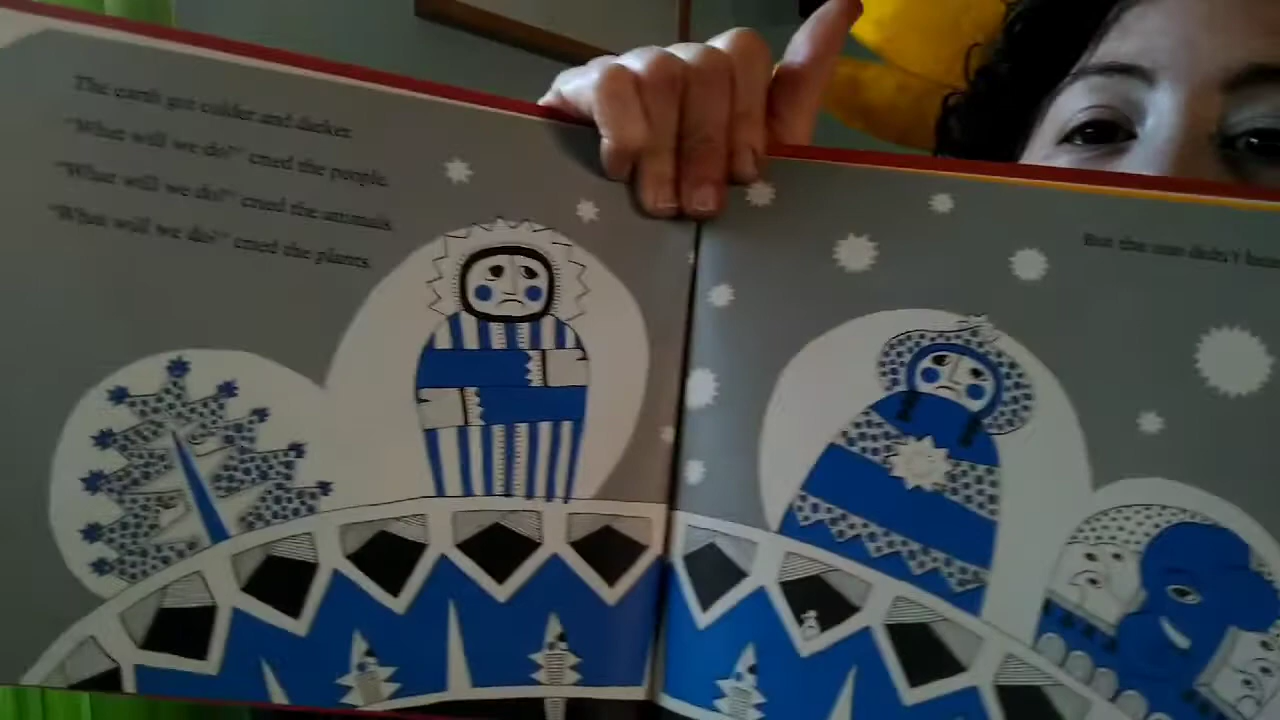 The earth got colder and darker.
"What will we do?" cried the people.
"What will we do?" cried the animals.
"What will we do?" cried the plants.
But the sun didn't